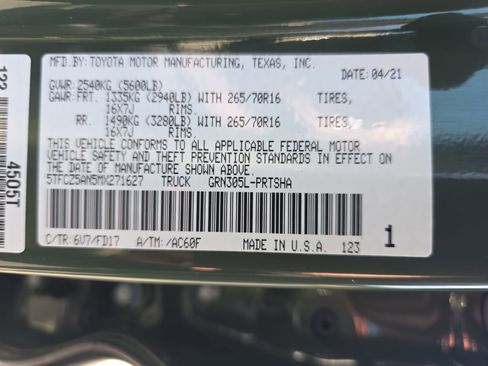 MFD.BY:TOYOTA MOTOR MANUFACTURING, TEXAS, INC.
DATE:04/21
GVWR:2540KG (5600LB)
GAWR:FRT. 1335KG (2940LB) WITH 265/70R16 TIRES,
16X7J RIMS.
RR. 1490KG (3280LB) WITH 265/70R16 TIRES,
16X7J RIMS.
THIS VEHICLE CONFORMS TO ALL APPLICABLE FEDERAL MOTOR
VEHICLE SAFETY AND THEFT PREVENTION STANDARDS IN EFFECT
ON THE DATE OF MANUFACTURE SHOWN ABOVE.
5TFCZ5AN5MX271627 TRUCK GRN305L-PRTSHA
C/TR:6V7/FD17 A/TM:/AC60F
MADE IN U.S.A. 123
1
123 4505T